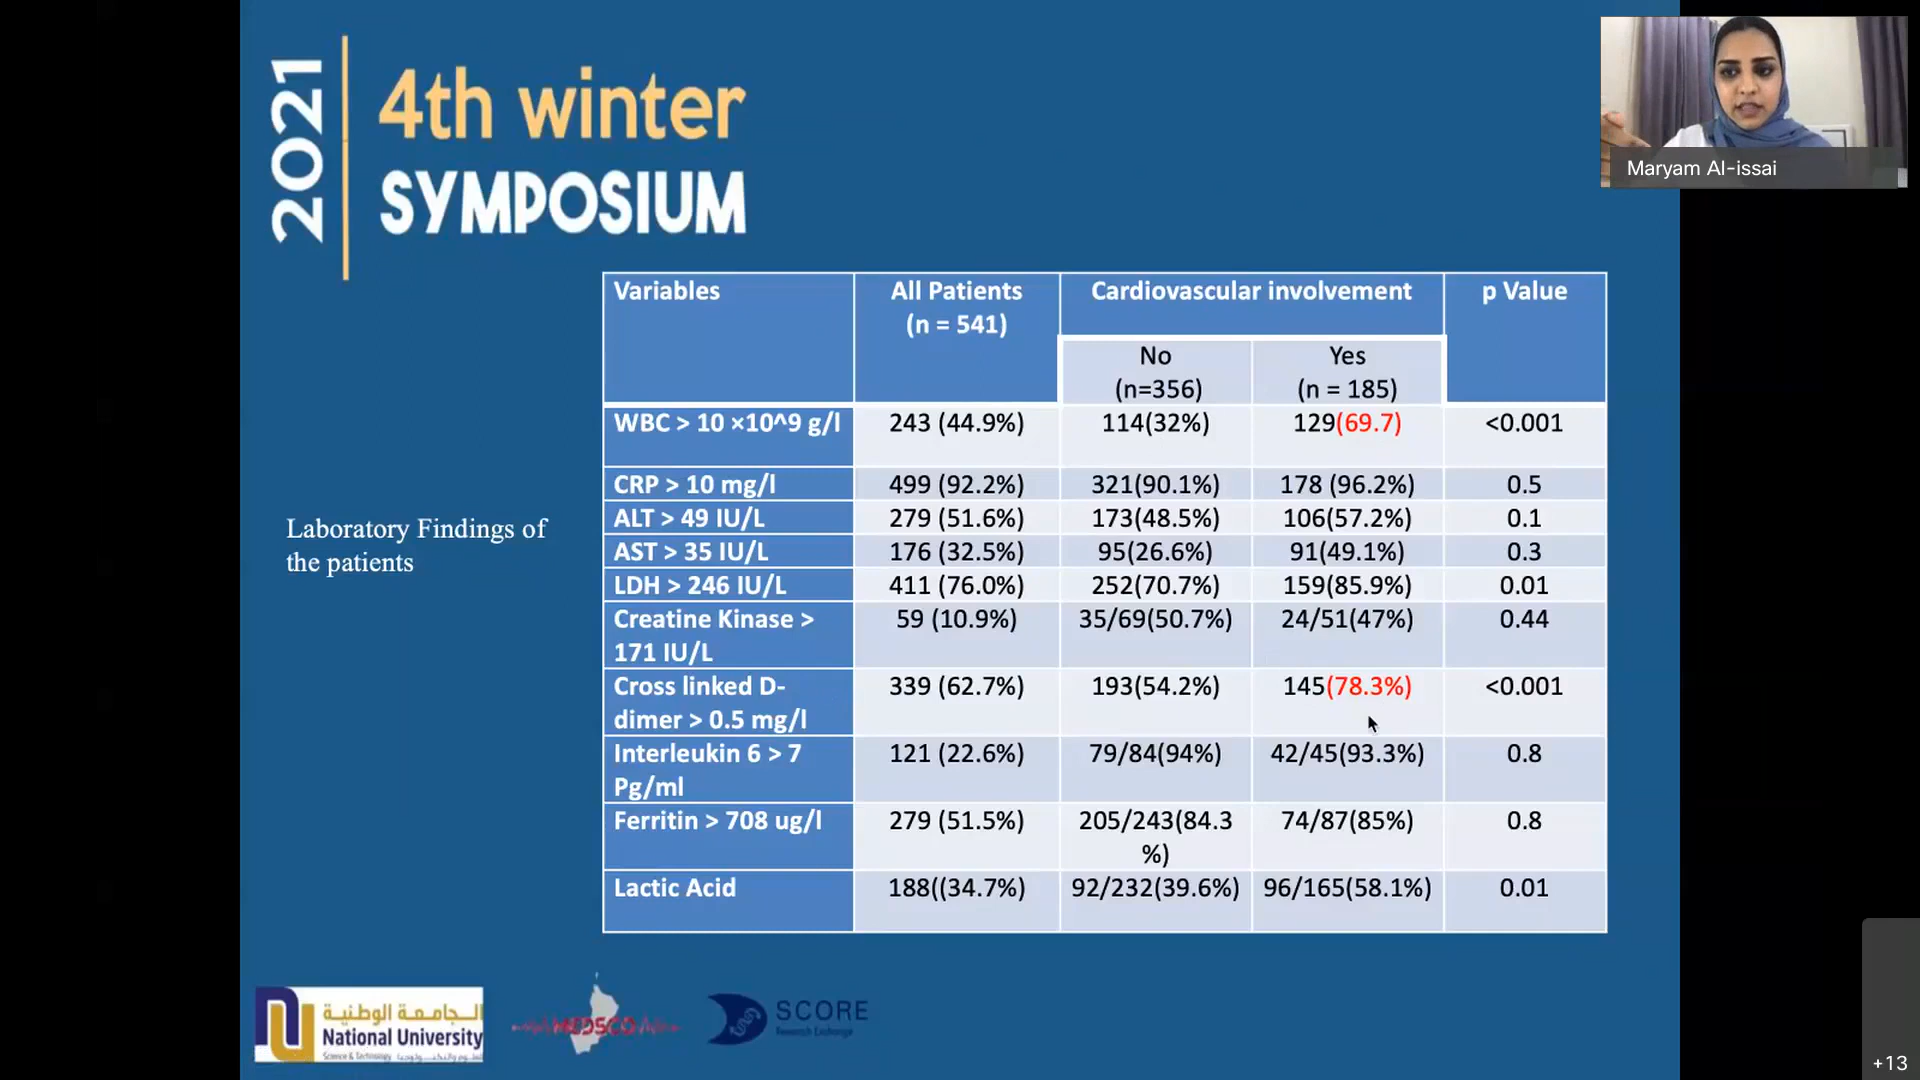 2021
4th winter
SYMPOSIUM
Maryam Al-issai
Laboratory Findings of
the patients
Variables
All Patients
(n = 541)
Cardiovascular involvement
p Value
No
(n=356)
Yes
(n = 185)
WBC > 10 ×10^9 g/l 243 (44.9%) 114(32%) 129(69.7) <0.001
CRP > 10 mg/l 499 (92.2%) 321(90.1%) 178 (96.2%) 0.5
ALT > 49 IU/L 279 (51.6%) 173(48.5%) 106(57.2%) 0.1
AST > 35 IU/L 176 (32.5%) 95(26.6%) 91(49.1%) 0.3
LDH > 246 IU/L 411 (76.0%) 252(70.7%) 159(85.9%) 0.01
Creatine Kinase > 59 (10.9%) 35/69(50.7%) 24/51(47%) 0.44
171 IU/L
Cross linked D- 339 (62.7%) 193(54.2%) 145(78.3%) <0.001
dimer > 0.5 mg/l
Interleukin 6 > 7 121 (22.6%) 79/84(94%) 42/45(93.3%) 0.8
Pg/ml
Ferritin > 708 ug/l 279 (51.5%) 205/243(84.3 74/87(85%) 0.8
%)
Lactic Acid 188((34.7%) 92/232(39.6%) 96/165(58.1%) 0.01
الجامعة الوطنية
National University
Science & Technology
MEDSCO
SCORE
Research Exchange
+13